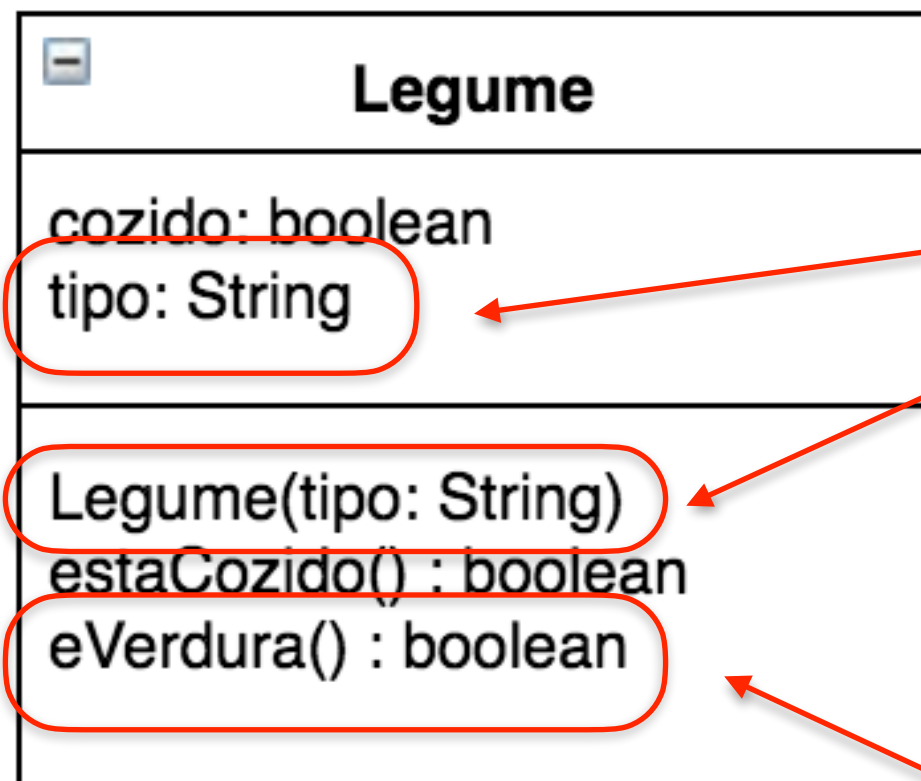 Legume
cozido: boolean
tipo: String
Legume(tipo: String)
estaCozido() : boolean
eVerdura() : boolean